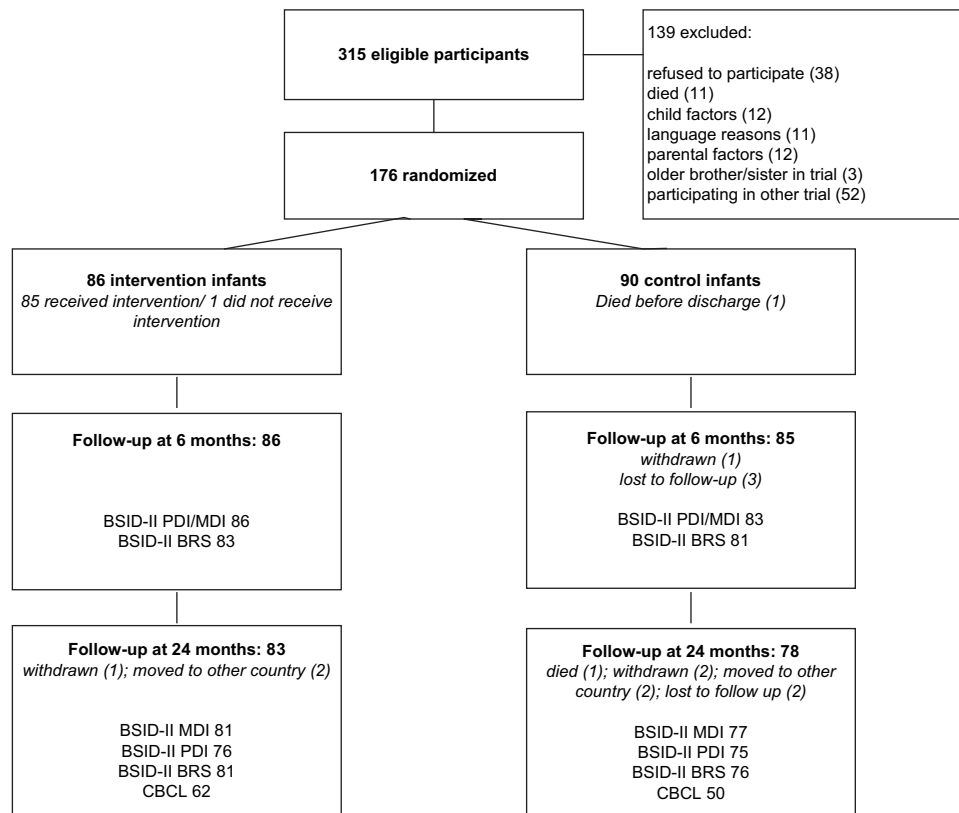 315 eligible participants
139 excluded:
refused to participate (38)
died (11)
child factors (12)
language reasons (11)
parental factors (12)
older brother/sister in trial (3)
participating in other trial (52)
176 randomized
86 intervention infants
85 received intervention/ 1 did not receive
intervention
90 control infants
Died before discharge (1)
Follow-up at 6 months: 86
BSID-II PDI/MDI 86
BSID-II BRS 83
Follow-up at 6 months: 85
withdrawn (1)
lost to follow-up (3)
BSID-II PDI/MDI 83
BSID-II BRS 81
Follow-up at 24 months: 83
withdrawn (1); moved to other country (2)
BSID-II MDI 81
BSID-II PDI 76
BSID-II BRS 81
CBCL 62
Follow-up at 24 months: 78
died (1); withdrawn (2); moved to other
country (2); lost to follow up (2)
BSID-II MDI 77
BSID-II PDI 75
BSID-II BRS 76
CBCL 50